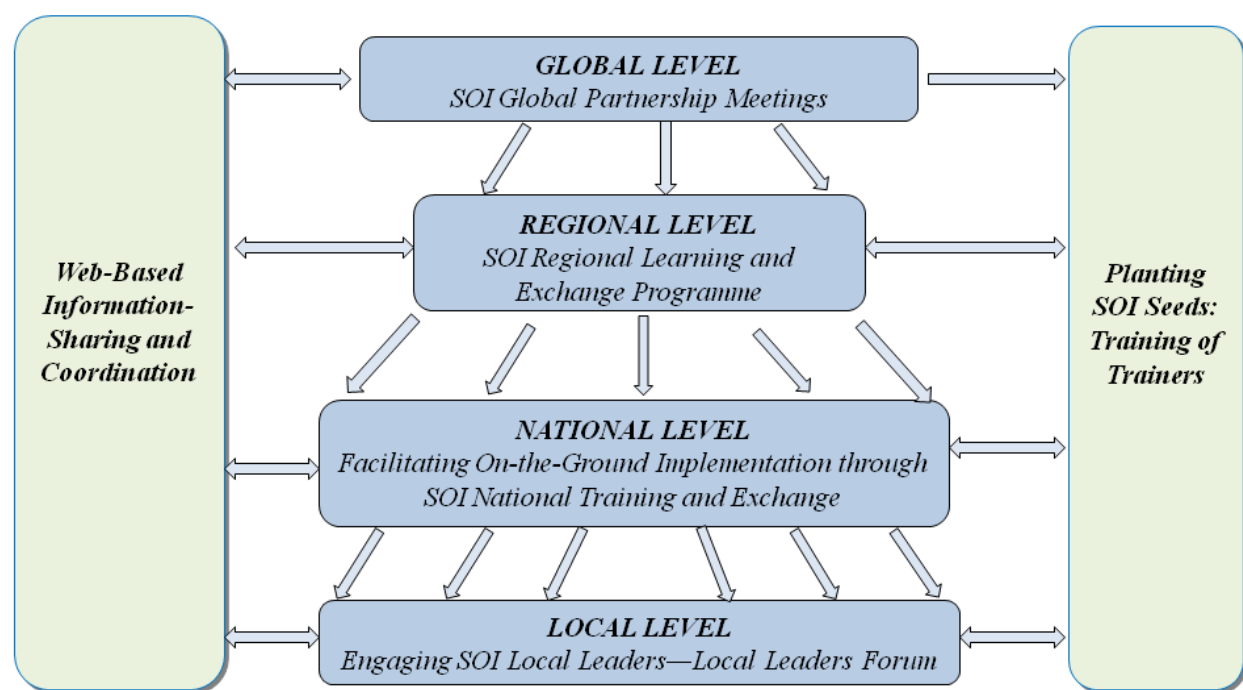 GLOBAL LEVEL
SOI Global Partnership Meetings
REGIONAL LEVEL
SOI Regional Learning and
Exchange Programme
Web-Based
Information-
Sharing and
Coordination
Planting
SOI Seeds:
Training of
Trainers
NATIONAL LEVEL
Facilitating On-the-Ground Implementation through
SOI National Training and Exchange
LOCAL LEVEL
Engaging SOI Local Leaders—Local Leaders Forum